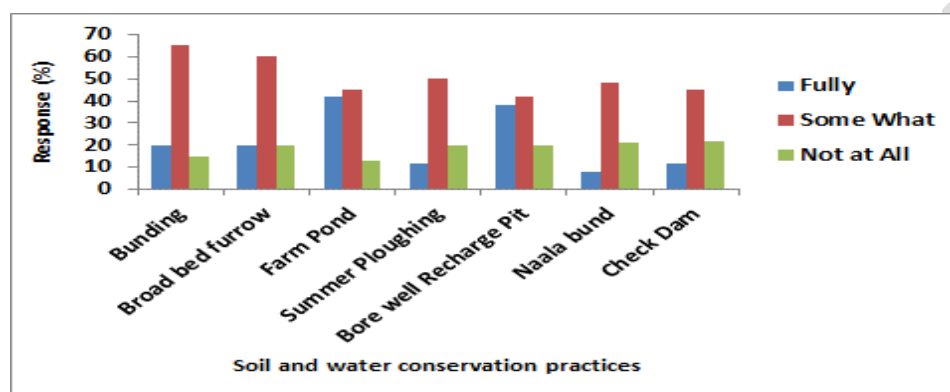 70
60
50
40
30
20
10
0
Response (%)
Bunding
Broad bed furrow
Farm Pond
Summer Ploughing
Bore well Recharge Pit
Naala bund
Check Dam
Soil and water conservation practices
Fully
Some What
Not at All